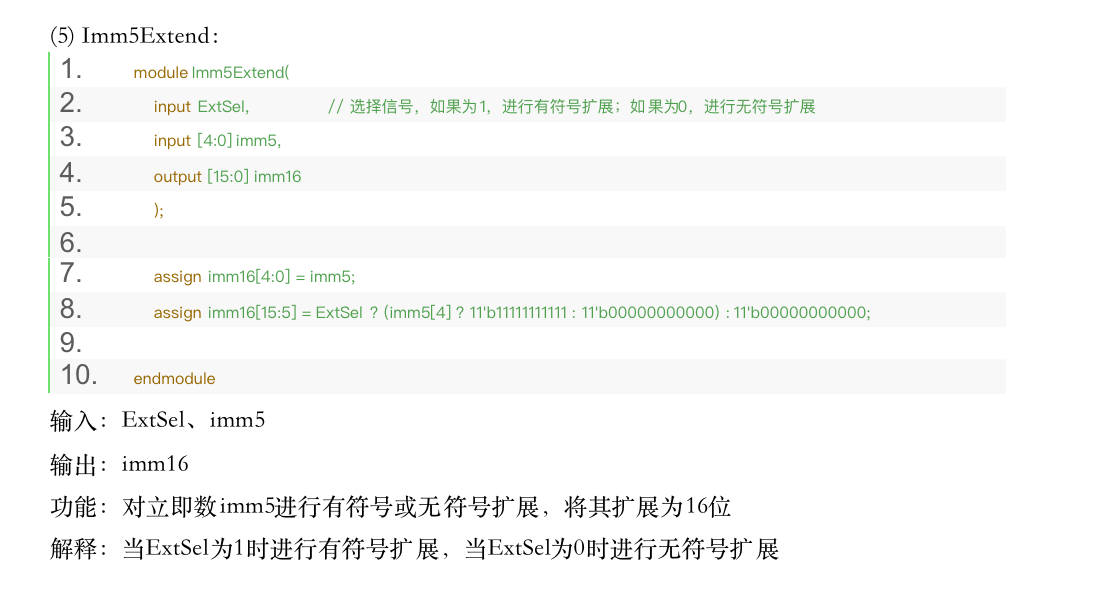 (5) Imm5Extend：
1. module Imm5Extend(
2. input ExtSel, // 选择信号，如果为1，进行有符号扩展；如果为0，进行无符号扩展
3. input [4:0] imm5,
4. output [15:0] imm16
5. );
6.
7. assign imm16[4:0] = imm5;
8. assign imm16[15:5] = ExtSel ? (imm5[4] ? 11'b11111111111 : 11'b00000000000) : 11'b00000000000;
9.
10. endmodule
输入：ExtSel、imm5
输出：imm16
功能：对立即数imm5进行有符号或无符号扩展，将其扩展为16位
解释：当ExtSel为1时进行有符号扩展，当ExtSel为0时进行无符号扩展